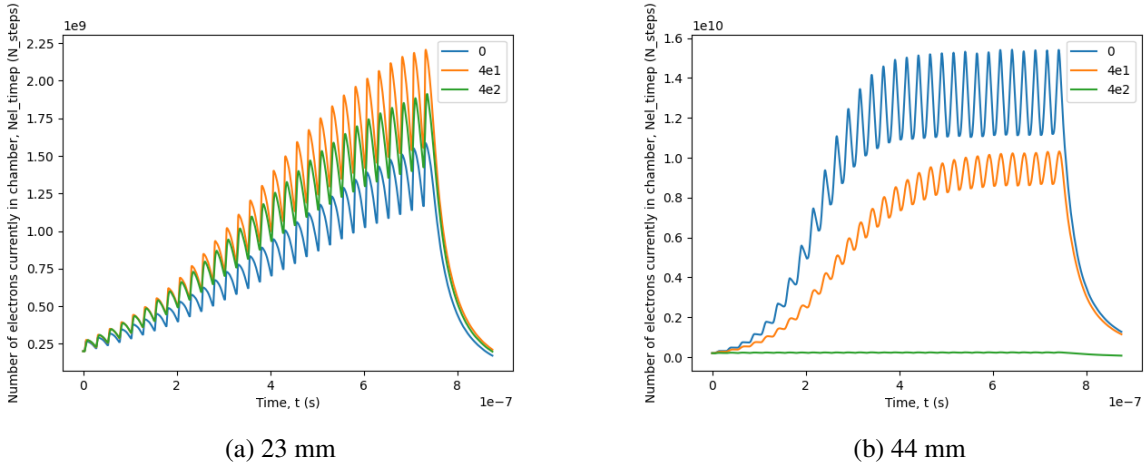 1e9
Number of electrons currently in chamber, Nel_timep (N_steps)
2.25
2.00
1.75
1.50
1.25
1.00
0.75
0.50
0.25
0
4e1
4e2
0 2 4 6 8
1e−7
Time, t (s)
(a) 23 mm
1e10
Number of electrons currently in chamber, Nel_timep (N_steps)
1.6
1.4
1.2
1.0
0.8
0.6
0.4
0.2
0.0
0
4e1
4e2
0 2 4 6 8
1e−7
Time, t (s)
(b) 44 mm